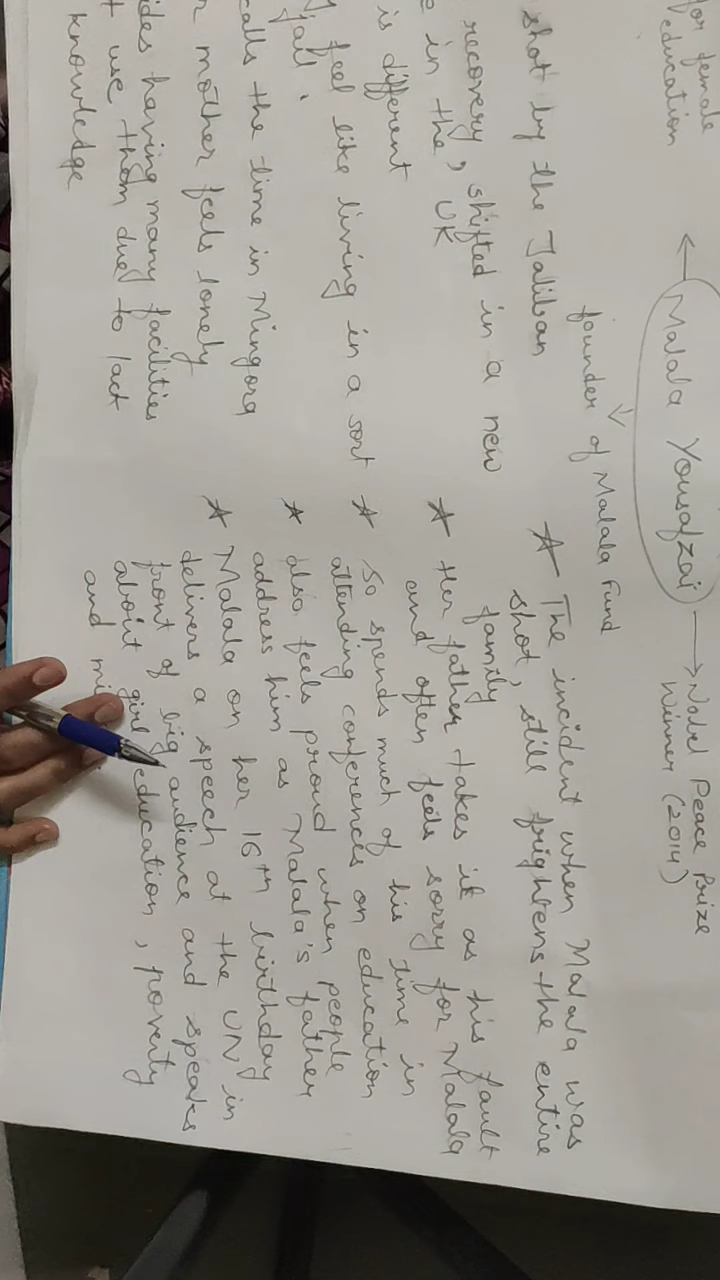 for female
education
Malala Yousafzai
Nobel Peace Prize
Winner (2014)
founder of Malala Fund
shot by the Taliban
recovery, shifted in a new
in the UK
is different
feel like living in a sort
jail.
calls the time in Mingora
mother feels lonely
having many facilities
use them due to lact
knowledge
★ The incident when Malala was
shot, still frightens the entire
family
★ Her father takes it as his fault
and often feels sorry for Malala
★ So spends much of his time in
attending conferences on education
★ also feels proud when people
address him as Malala's father
★ Malala on her 16th birthday
delivers a speech at the UN in
front of big audience and speaks
about girl education, poverty
and